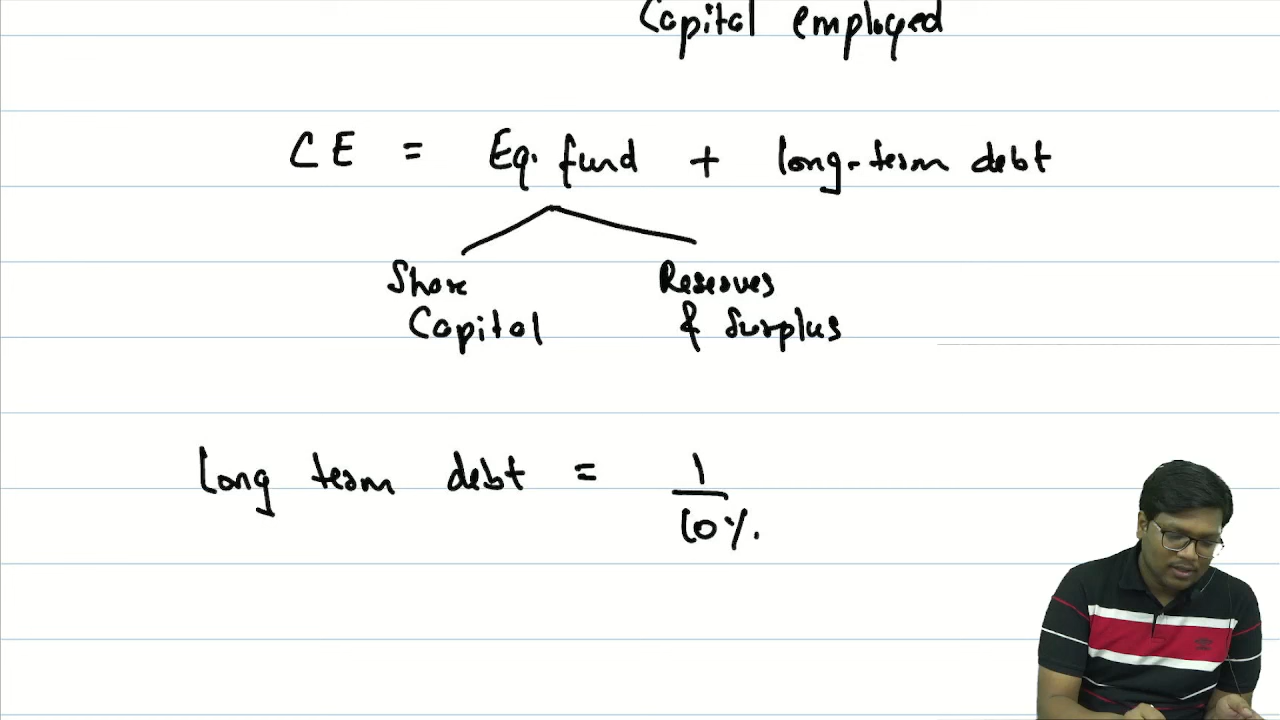 Capital employed
CE = Eq. fund + long-term debt
Share Reserves
Capital & Surplus
Long term debt = 1
10%.